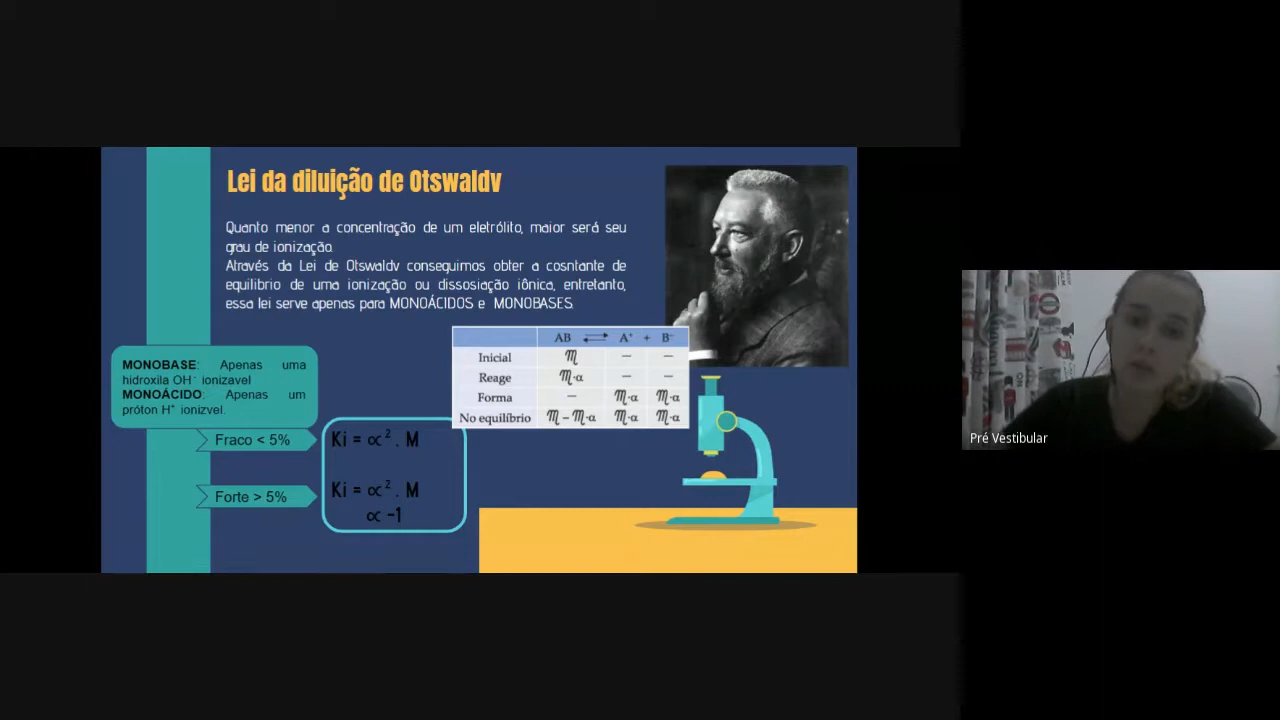 Lei da diluição de Otswaldv
Quanto menor a concentração de um eletrólito, maior será seu
grau de ionização.
Através da Lei de Otswaldv conseguimos obter a cosntante de
equilibrio de uma ionização ou dissosiação iônica, entretanto,
essa lei serve apenas para MONOÁCIDOS e MONOBASES.
AB ⇌ A⁺ + B⁻
Inicial M — —
Reage M·α — —
Forma — M·α M·α
No equilíbrio M – M·α M·α M·α
MONOBASE: Apenas uma
hidroxila OH⁻ ionizavel
MONOÁCIDO: Apenas um
próton H⁺ ionizvel.
Fraco < 5%
Ki = ∝² . M
Forte > 5%
Ki = ∝² . M
∝ -1
Pré Vestibular